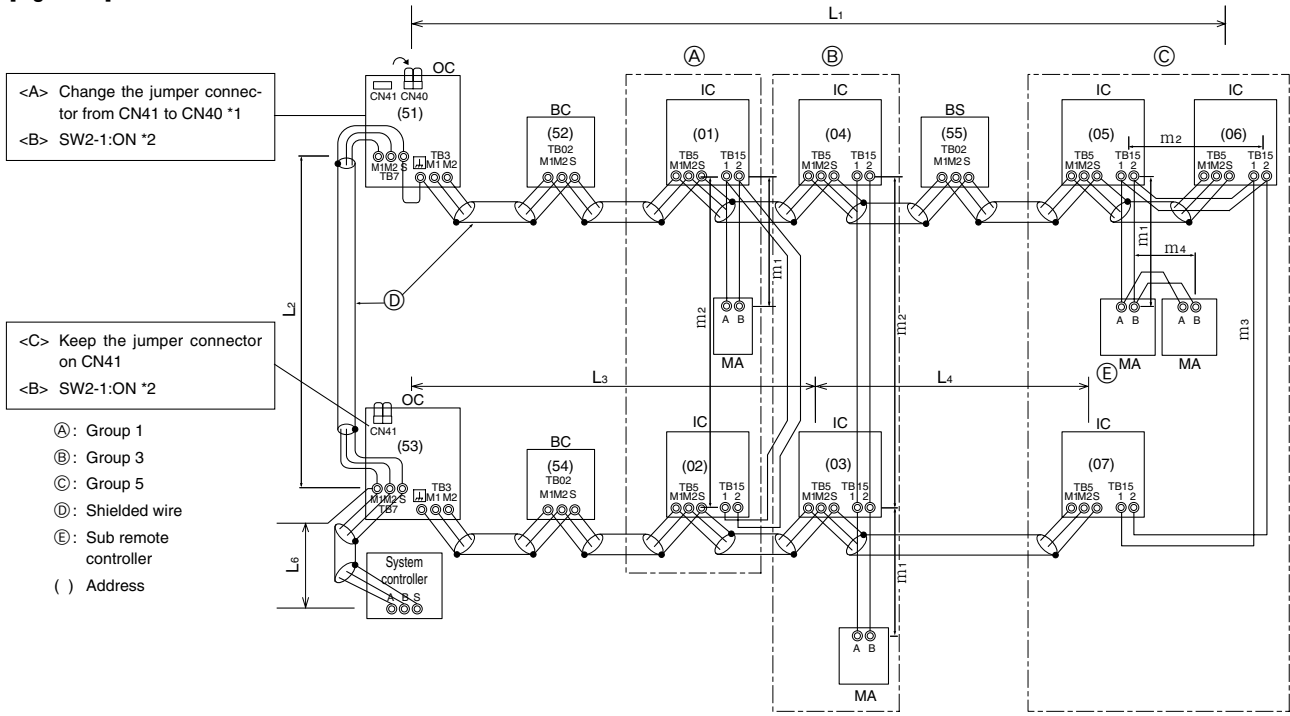 L1
Ⓐ
Ⓑ
Ⓒ
<A> Change the jumper connec-
tor from CN41 to CN40 *1
<B> SW2-1:ON *2
OC
CN41 CN40
(51)
M1M2 S
TB7
TB3
M1 M2
BC
(52)
TB02
M1M2S
IC
(01)
TB5
M1M2S
TB15
1 2
IC
(04)
TB5
M1M2S
TB15
1 2
BS
(55)
TB02
M1M2S
IC
(05)
TB5
M1M2S
TB15
1 2
m2
IC
(06)
TB5
M1M2S
TB15
1 2
L2
Ⓓ
m2
m1
A B
MA
m2
m1
m4
A B
MA
A B
MA
Ⓔ
m3
<C> Keep the jumper connector
on CN41
<B> SW2-1:ON *2
L3
L4
OC
CN41
(53)
M1M2 S
TB7
TB3
M1 M2
BC
(54)
TB02
M1M2S
IC
(02)
TB5
M1M2S
TB15
1 2
IC
(03)
TB5
M1M2S
TB15
1 2
IC
(07)
TB5
M1M2S
TB15
1 2
Ⓐ: Group 1
Ⓑ: Group 3
Ⓒ: Group 5
Ⓓ: Shielded wire
Ⓔ: Sub remote
controller
( ) Address
L6
System
controller
A B S
m1
A B
MA